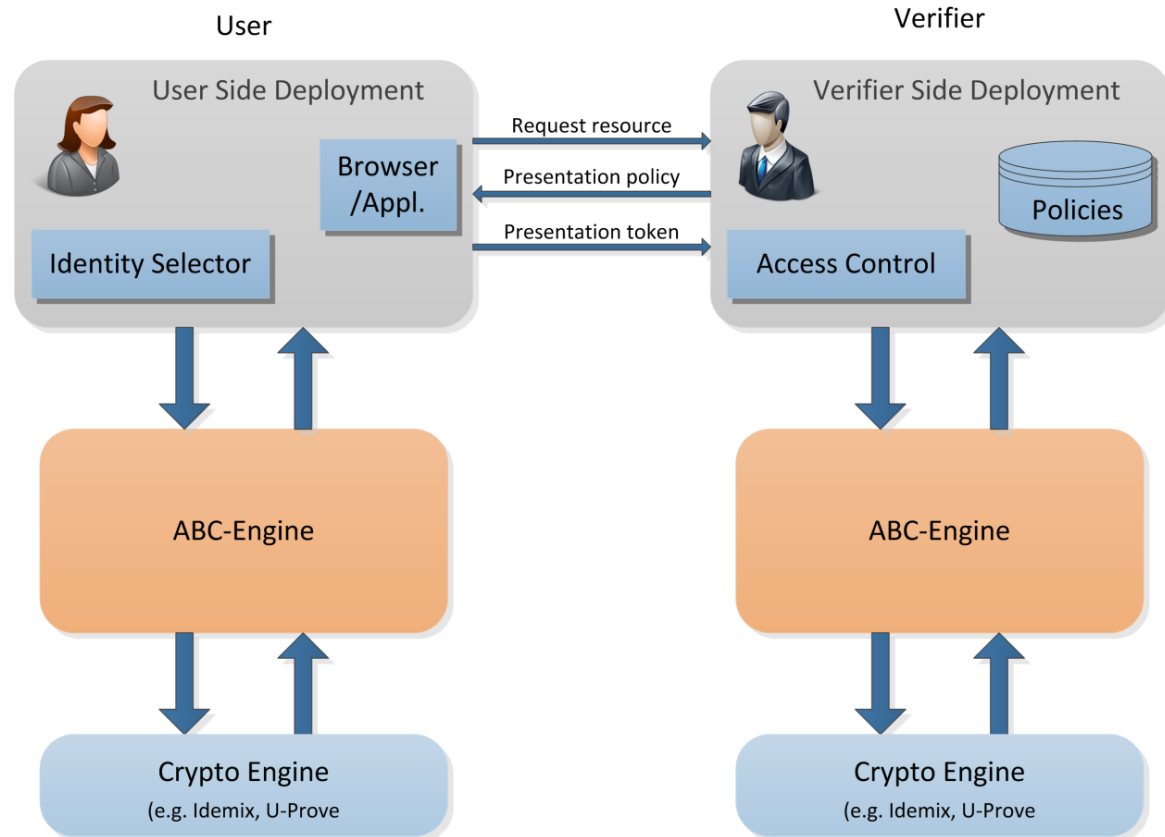 User
Verifier
User Side Deployment
Verifier Side Deployment
Request resource
Browser
/Appl.
Presentation policy
Policies
Presentation token
Identity Selector
Access Control
ABC-Engine
ABC-Engine
Crypto Engine
(e.g. Idemix, U-Prove
Crypto Engine
(e.g. Idemix, U-Prove